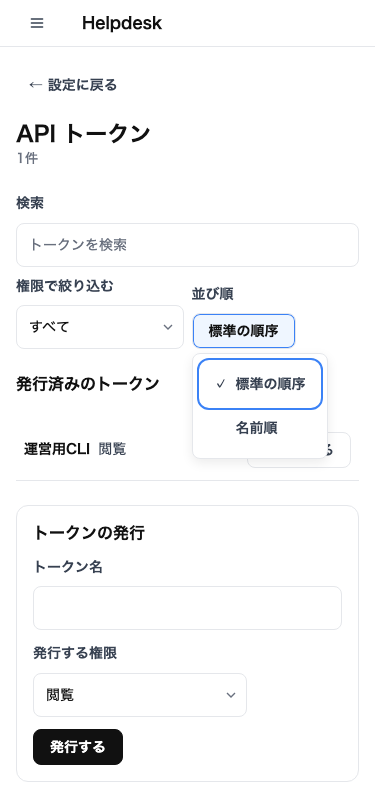 Helpdesk
← 設定に戻る
API トークン
1件
検索
トークンを検索
権限で絞り込む
並び順
すべて
標準の順序
✓ 標準の順序
名前順
発行済みのトークン
運営用CLI 閲覧
る
トークンの発行
トークン名
発行する権限
閲覧
発行する